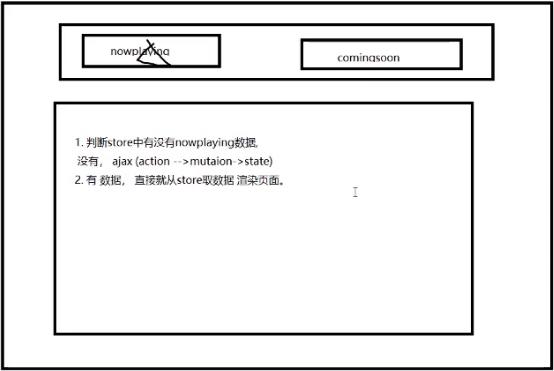 nowplaying
comingsoon
1. 判断store中有没有nowplaying数据,
没有， ajax (action -->mutaion->state)
2. 有 数据， 直接就从store取数据 渲染页面。